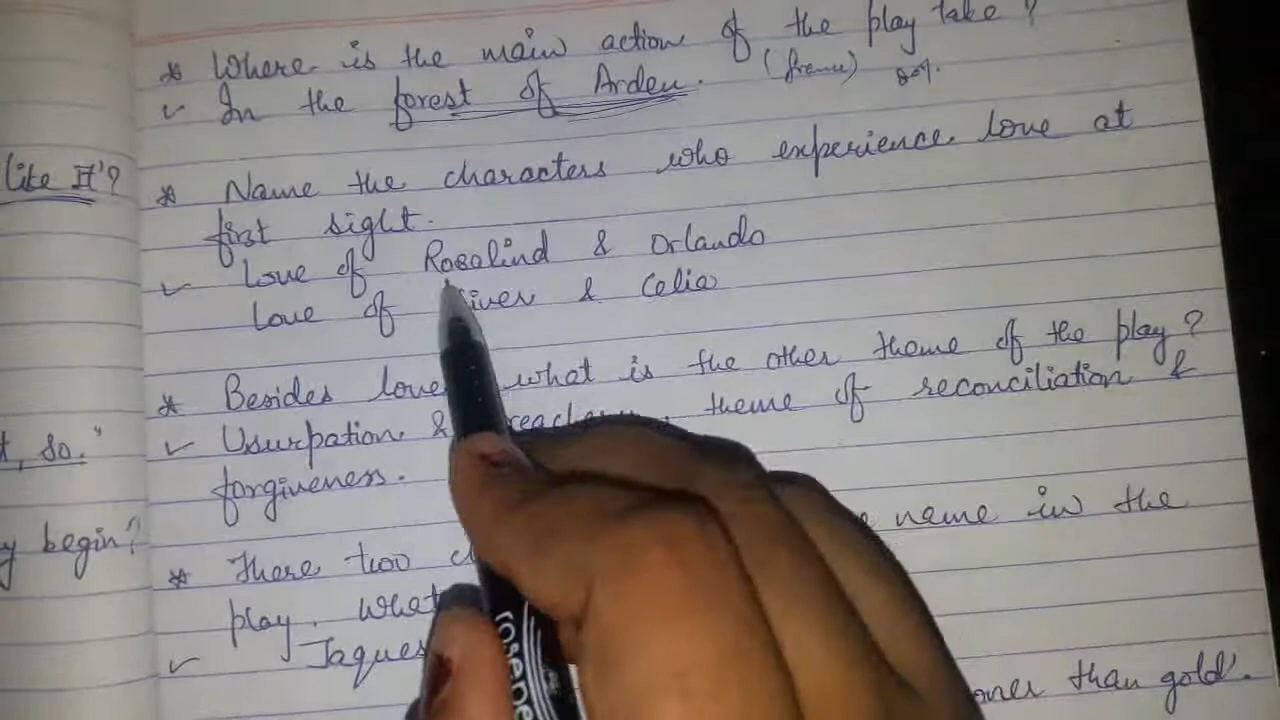 * Where is the main action of the play take ?
✓ In the forest of Arden. (france)
like It'?
* Name the characters who experience love at
first sight.
✓ Love of Rosalind & Orlando
Love of & Celia
* Besides love what is the other theme of the play?
✓ Usurpation & theme of reconciliation &
forgiveness.
t, so."
y begin?
* There two name in the
play. What
✓ Jaques
than gold'.